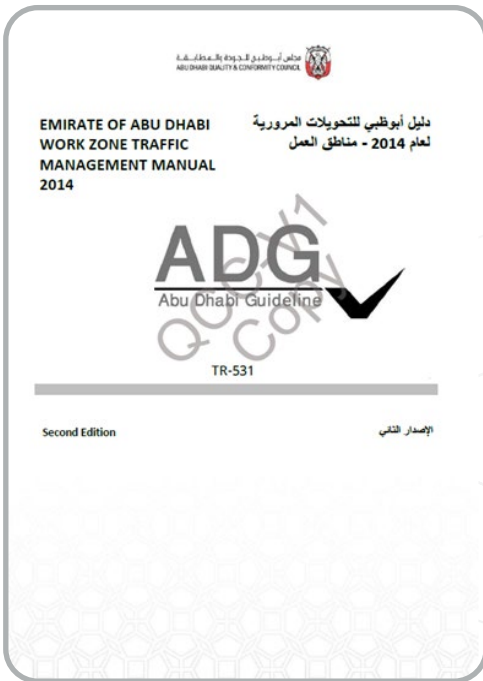 مجلس أبوظبي للجودة والمطابقة
ABU DHABI QUALITY & CONFORMITY COUNCIL
EMIRATE OF ABU DHABI
WORK ZONE TRAFFIC
MANAGEMENT MANUAL
2014
دليل أبوظبي للتحويلات المرورية
لعام 2014 - مناطق العمل
ADG
Abu Dhabi Guideline
QCC-V1
Copy
TR-531
Second Edition
الإصدار الثاني